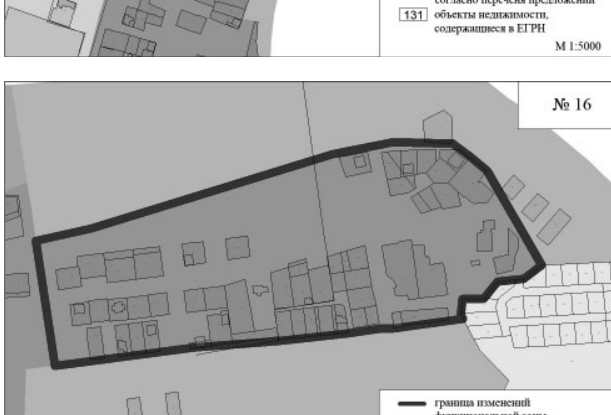 согласно перечня предложений
131 объекты недвижимости,
содержащиеся в ЕГРН
М 1:5000
№ 16
граница изменений